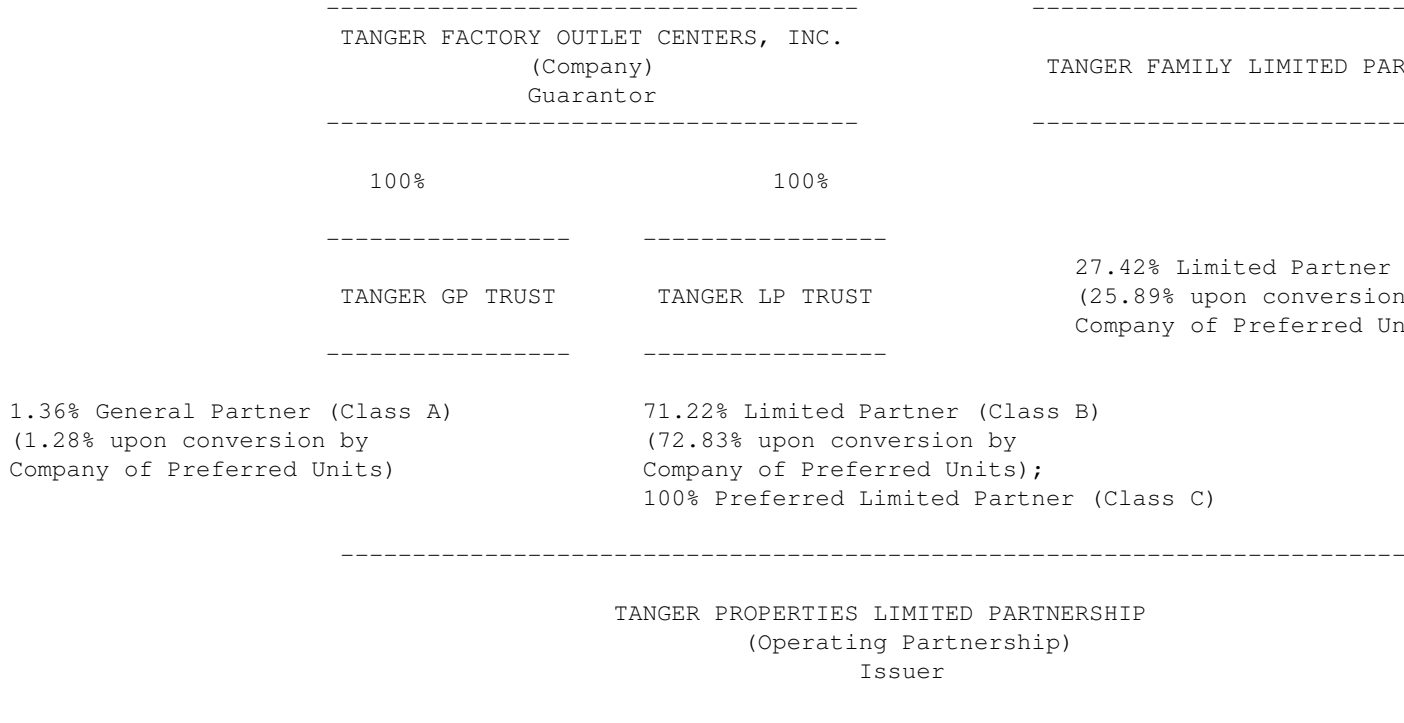 TANGER FACTORY OUTLET CENTERS, INC.
(Company)
Guarantor
TANGER FAMILY LIMITED PAR
100% 100%
TANGER GP TRUST TANGER LP TRUST
27.42% Limited Partner
(25.89% upon conversion
Company of Preferred Un
1.36% General Partner (Class A)
(1.28% upon conversion by
Company of Preferred Units)
71.22% Limited Partner (Class B)
(72.83% upon conversion by
Company of Preferred Units);
100% Preferred Limited Partner (Class C)
TANGER PROPERTIES LIMITED PARTNERSHIP
(Operating Partnership)
Issuer